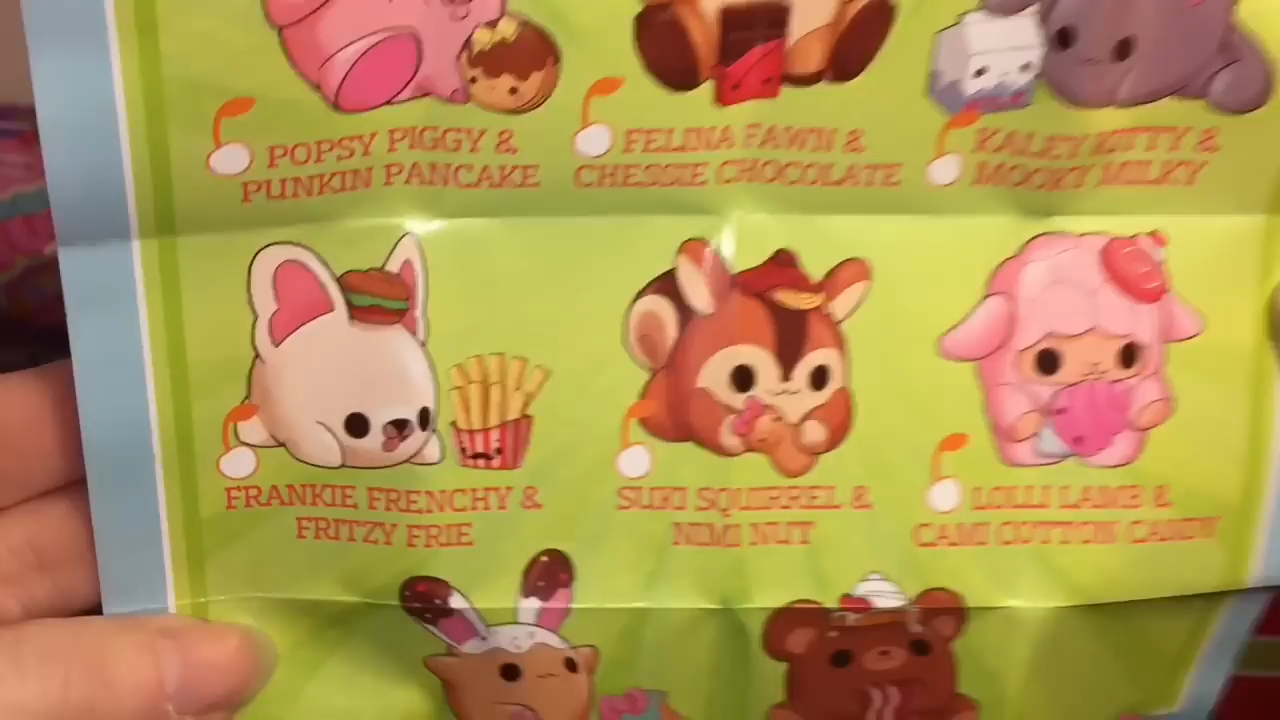 POPSY PIGGY &
PUNKIN PANCAKE
FELINA FAWN &
CHESSIE CHOCOLATE
KALEY KITTY &
MOOKY MILKY
FRANKIE FRENCHY &
FRITZY FRIE
SUKI SQUIRREL &
NIMI NUT
LOLLI LAMB &
CAMI COTTON CANDY